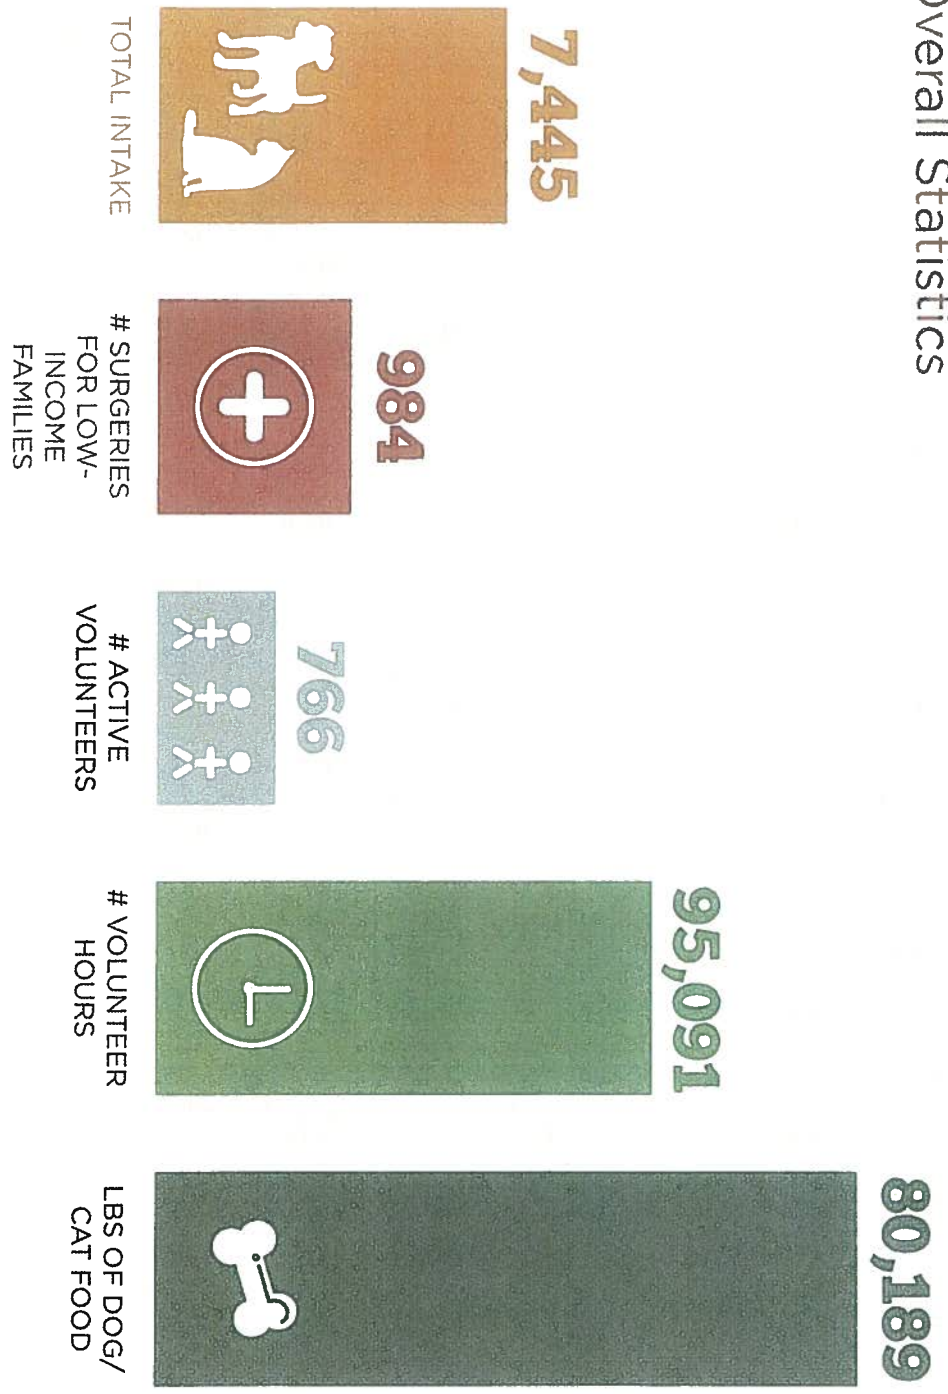 Overall Statistics
7,445
TOTAL INTAKE
984
# SURGERIES
FOR LOW-
INCOME
FAMILIES
766
# ACTIVE
VOLUNTEERS
95,091
# VOLUNTEER
HOURS
80,189
LBS OF DOG/
CAT FOOD